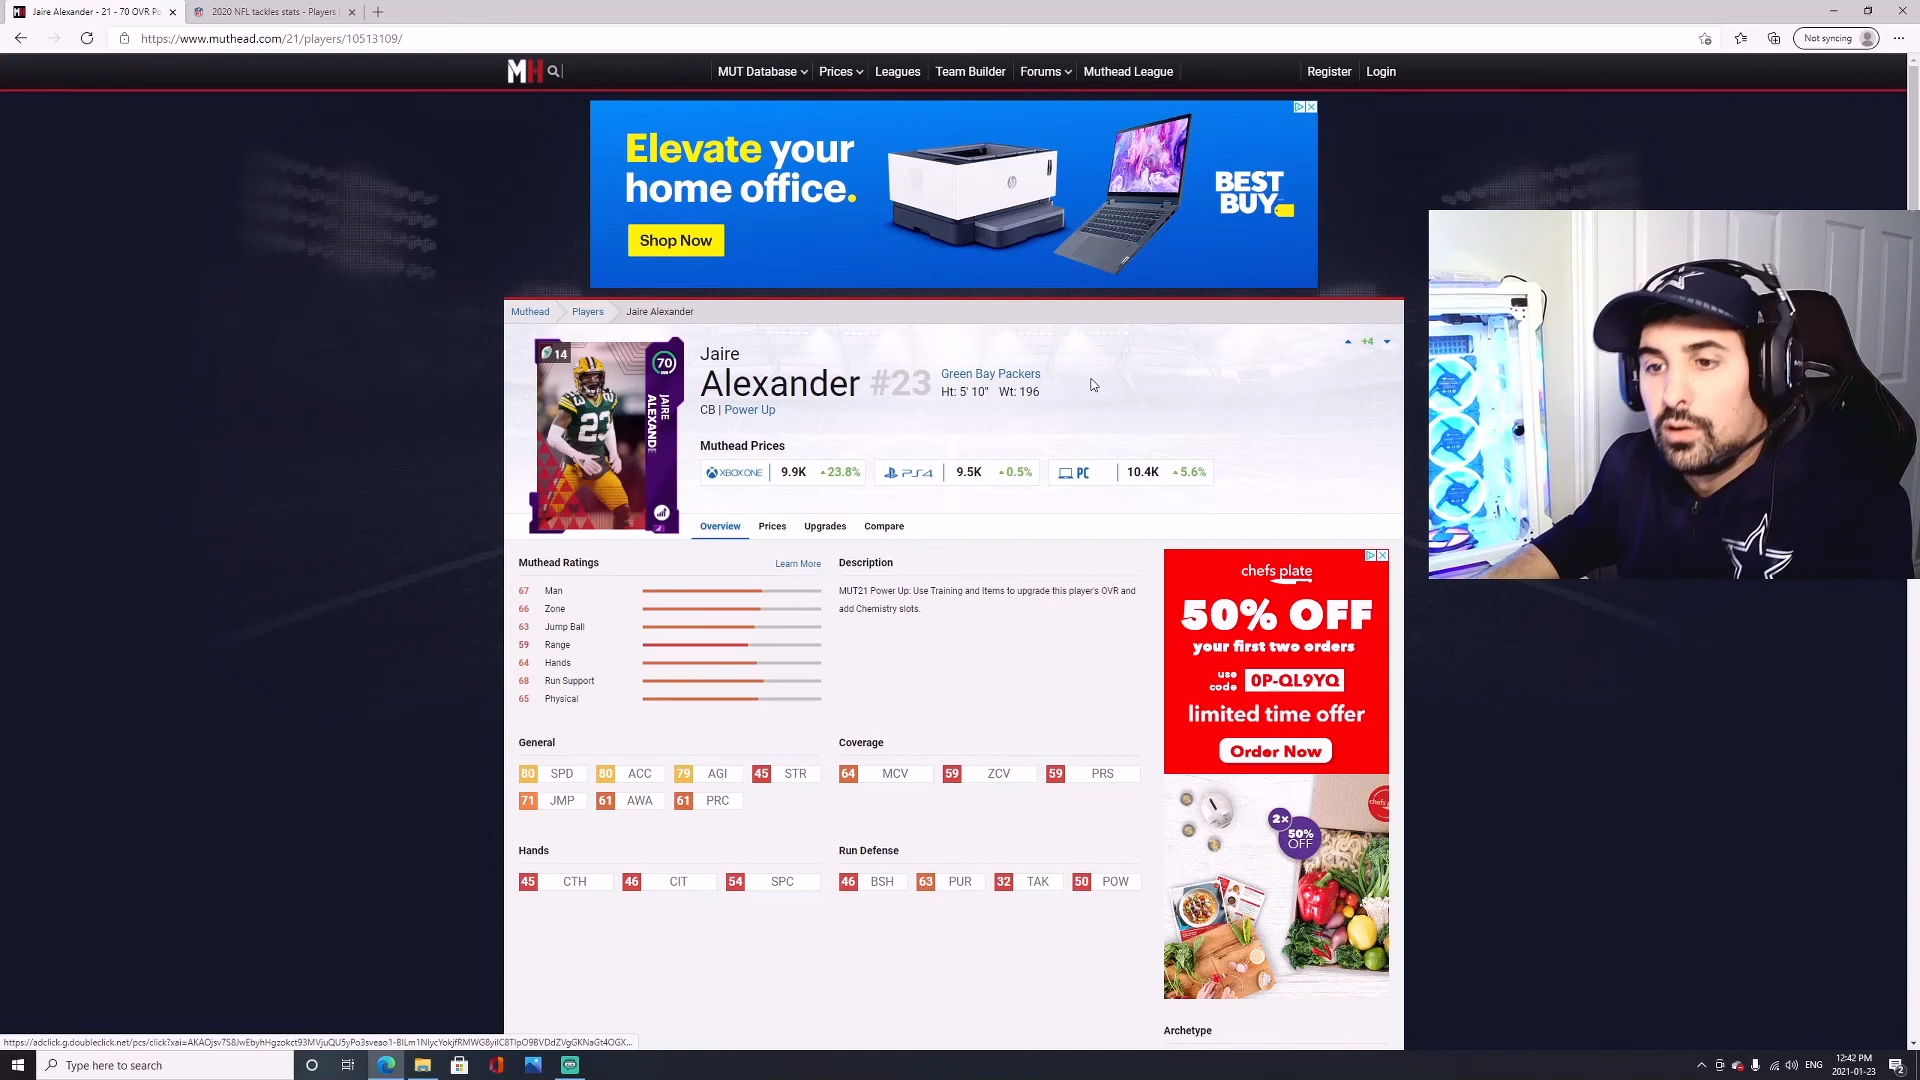 Jaire Alexander - 21 - 70 OVR Po
2020 NFL tackles stats - Players
https://www.muthead.com/21/players/10513109/
Not syncing
MH
MUT Database
Prices
Leagues
Team Builder
Forums
Muthead League
Register
Login
Elevate your
home office.
Shop Now
BEST
BUY
Muthead
Players
Jaire Alexander
14
70
OVR
JAIRE
ALEXANDE
Jaire
Alexander #23
Green Bay Packers
Ht: 5' 10" Wt: 196
CB | Power Up
+4
Muthead Prices
XBOX ONE 9.9K 23.8%
PS4 9.5K 0.5%
PC 10.4K 5.6%
Overview Prices Upgrades Compare
Muthead Ratings
Learn More
67 Man
66 Zone
63 Jump Ball
59 Range
64 Hands
68 Run Support
65 Physical
Description
MUT21 Power Up: Use Training and Items to upgrade this player's OVR and
add Chemistry slots.
General
80 SPD 80 ACC 79 AGI 45 STR
71 JMP 61 AWA 61 PRC
Coverage
64 MCV 59 ZCV 59 PRS
Hands
45 CTH 46 CIT 54 SPC
Run Defense
46 BSH 63 PUR 32 TAK 50 POW
chefs plate
50% OFF
your first two orders
use
code
0P-QL9YQ
limited time offer
Order Now
2x
50%
OFF
Archetype
Type here to search
ENG
12:42 PM
2021-01-23
2